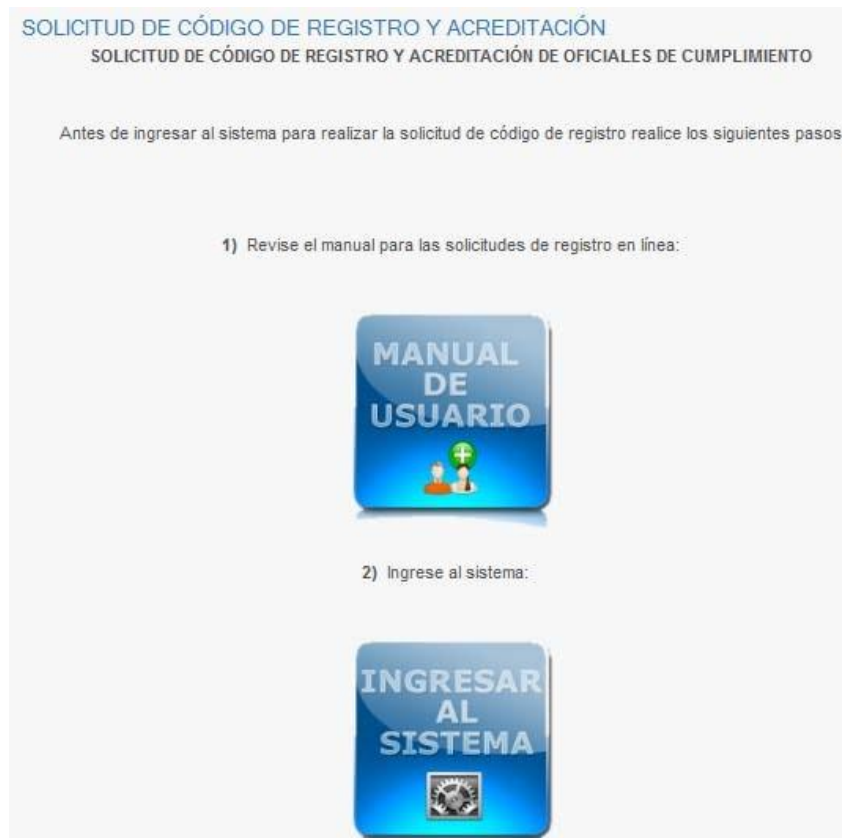 SOLICITUD DE CÓDIGO DE REGISTRO Y ACREDITACIÓN
SOLICITUD DE CÓDIGO DE REGISTRO Y ACREDITACIÓN DE OFICIALES DE CUMPLIMIENTO
Antes de ingresar al sistema para realizar la solicitud de código de registro realice los siguientes pasos
1) Revise el manual para las solicitudes de registro en línea:
MANUAL
DE
USUARIO
2) Ingrese al sistema:
INGRESAR
AL
SISTEMA